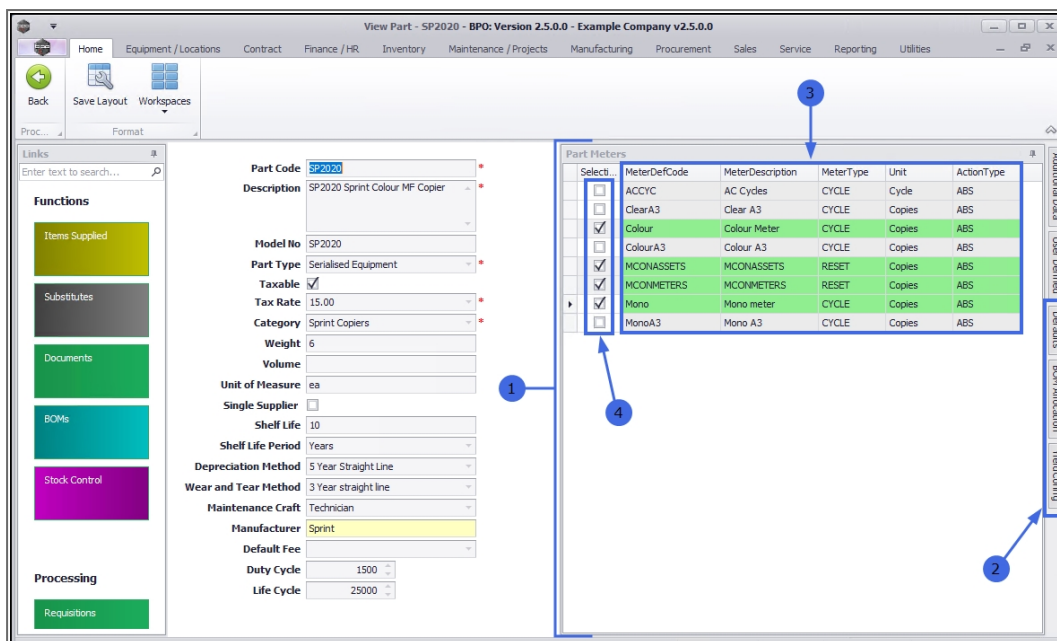 View Part - SP2020 - BPO: Version 2.5.0.0 - Example Company v2.5.0.0
Home Equipment / Locations Contract Finance / HR Inventory Maintenance / Projects Manufacturing Procurement Sales Service Reporting Utilities
Back Save Layout Workspaces
Proc... Format
3
Links
Enter text to search...
Functions
Items Supplied
Substitutes
Documents
BOMs
Stock Control
Processing
Requisitions
Part Code SP2020 *
Description SP2020 Sprint Colour MF Copier *
Model No SP2020
Part Type Serialised Equipment *
Taxable
Tax Rate 15.00 *
Category Sprint Copiers *
Weight 6
Volume
Unit of Measure ea
Single Supplier
Shelf Life 10
Shelf Life Period Years
Depreciation Method 5 Year Straight Line
Wear and Tear Method 3 Year straight line
Maintenance Craft Technician
Manufacturer Sprint
Default Fee
Duty Cycle 1500
Life Cycle 25000
1
Part Meters
Selecti... MeterDefCode MeterDescription MeterType Unit ActionType
ACCYC AC Cycles CYCLE Cycle ABS
ClearA3 Clear A3 CYCLE Copies ABS
Colour Colour Meter CYCLE Copies ABS
ColourA3 Colour A3 CYCLE Copies ABS
MCONASSETS MCONASSETS RESET Copies ABS
MCONMETERS MCONMETERS RESET Copies ABS
Mono Mono meter CYCLE Copies ABS
MonoA3 Mono A3 CYCLE Copies ABS
4
Additional Data
User Defined
Defaults
BOM Allocation
2